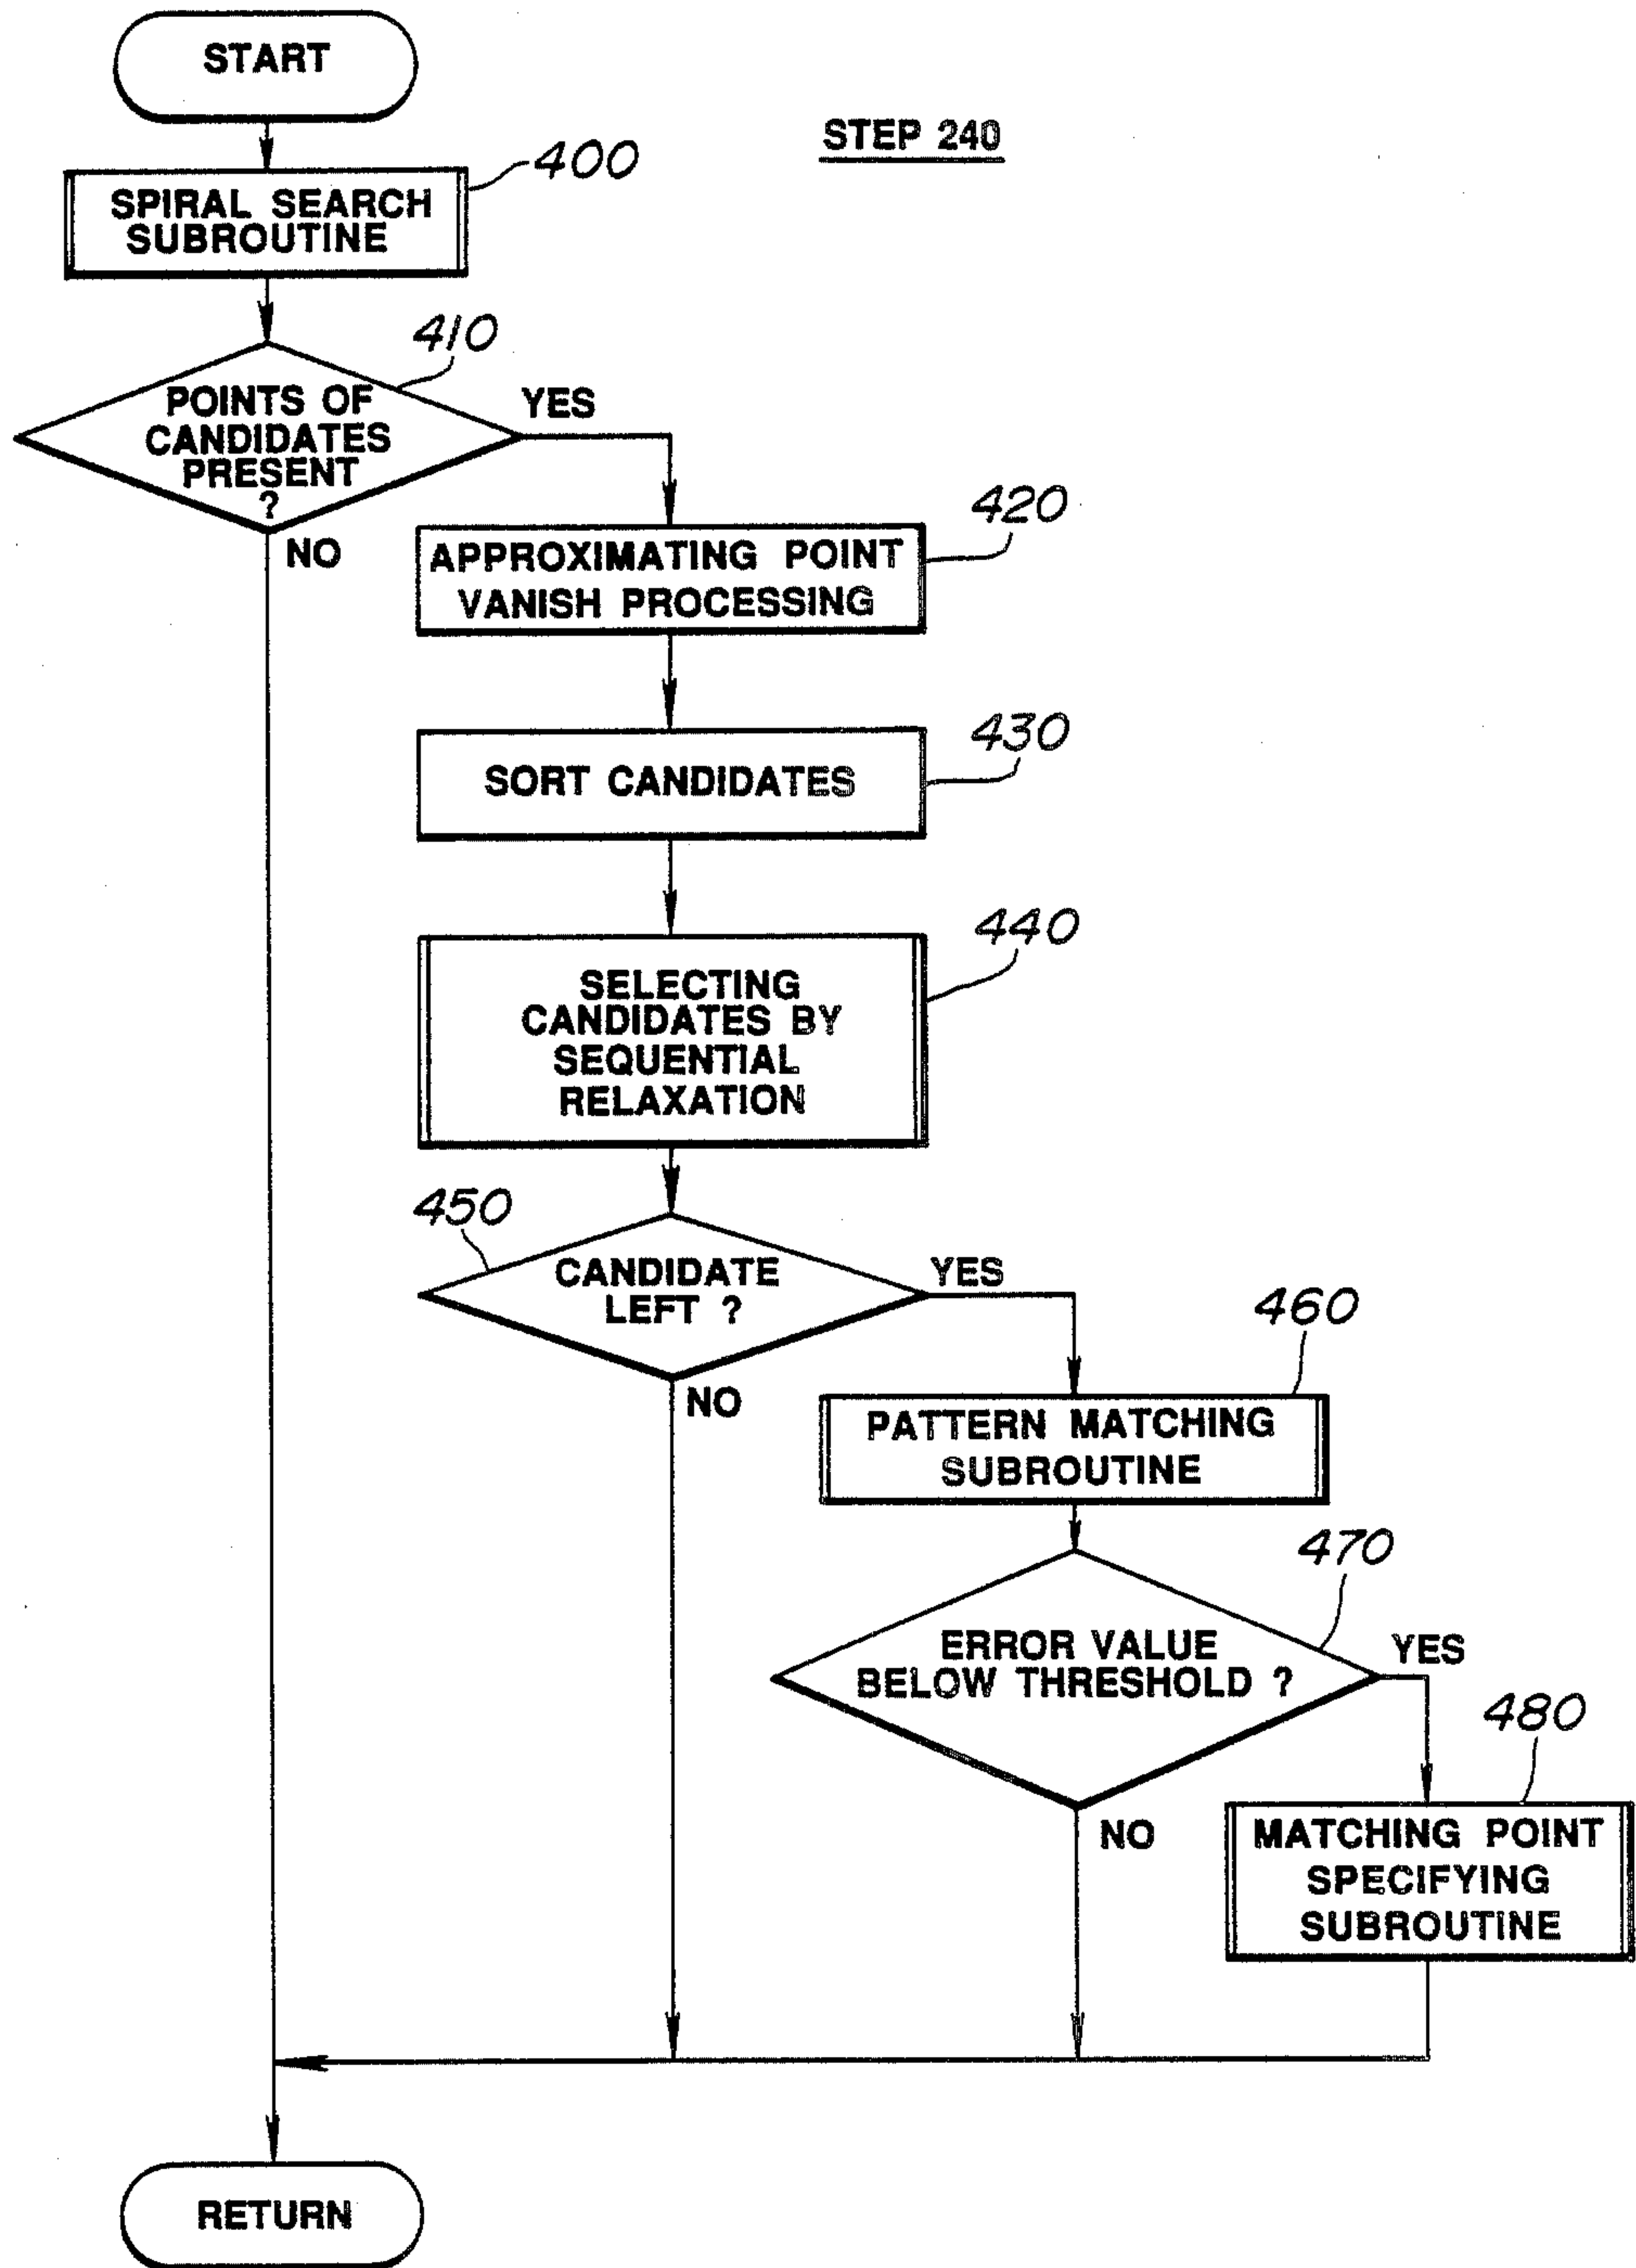 START
STEP 240
400
SPIRAL SEARCH
SUBROUTINE
410
POINTS OF
CANDIDATES
PRESENT
?
YES
NO
420
APPROXIMATING POINT
VANISH PROCESSING
430
SORT CANDIDATES
440
SELECTING
CANDIDATES BY
SEQUENTIAL
RELAXATION
450
CANDIDATE
LEFT ?
YES
NO
460
PATTERN MATCHING
SUBROUTINE
470
ERROR VALUE
BELOW THRESHOLD ?
YES
NO
480
MATCHING POINT
SPECIFYING
SUBROUTINE
RETURN